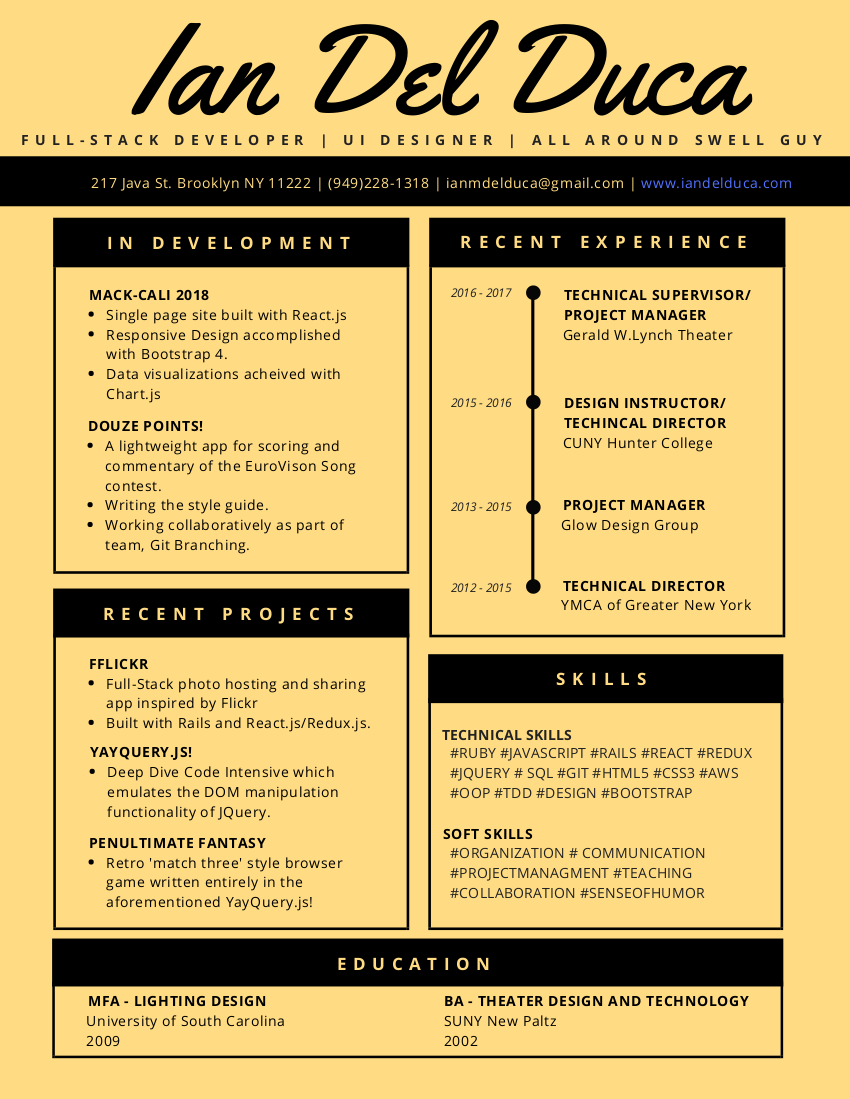 Ian Del Duca
FULL-STACK DEVELOPER | UI DESIGNER | ALL AROUND SWELL GUY
217 Java St. Brooklyn NY 11222 | (949)228-1318 | ianmdelduca@gmail.com | www.iandelduca.com
IN DEVELOPMENT
MACK-CALI 2018
• Single page site built with React.js
• Responsive Design accomplished
with Bootstrap 4.
• Data visualizations acheived with
Chart.js
DOUZE POINTS!
• A lightweight app for scoring and
commentary of the EuroVison Song
contest.
• Writing the style guide.
• Working collaboratively as part of
team, Git Branching.
RECENT PROJECTS
FFLICKR
• Full-Stack photo hosting and sharing
app inspired by Flickr
• Built with Rails and React.js/Redux.js.
YAYQUERY.JS!
• Deep Dive Code Intensive which
emulates the DOM manipulation
functionality of JQuery.
PENULTIMATE FANTASY
• Retro 'match three' style browser
game written entirely in the
aforementioned YayQuery.js!
RECENT EXPERIENCE
2016 - 2017
TECHNICAL SUPERVISOR/
PROJECT MANAGER
Gerald W.Lynch Theater
2015 - 2016
DESIGN INSTRUCTOR/
TECHINCAL DIRECTOR
CUNY Hunter College
2013 - 2015
PROJECT MANAGER
Glow Design Group
2012 - 2015
TECHNICAL DIRECTOR
YMCA of Greater New York
SKILLS
TECHNICAL SKILLS
#RUBY #JAVASCRIPT #RAILS #REACT #REDUX
#JQUERY # SQL #GIT #HTML5 #CSS3 #AWS
#OOP #TDD #DESIGN #BOOTSTRAP
SOFT SKILLS
#ORGANIZATION # COMMUNICATION
#PROJECTMANAGMENT #TEACHING
#COLLABORATION #SENSEOFHUMOR
EDUCATION
MFA - LIGHTING DESIGN
University of South Carolina
2009
BA - THEATER DESIGN AND TECHNOLOGY
SUNY New Paltz
2002